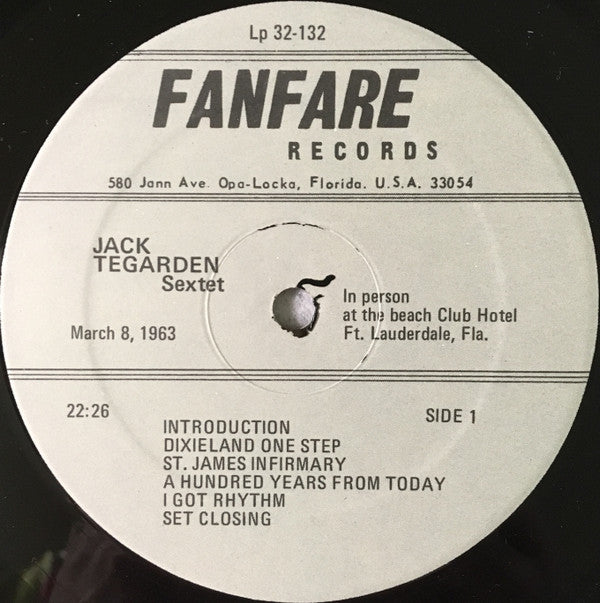 Lp 32-132
FANFARE
RECORDS
580 Jann Ave. Opa-Locka, Florida. U.S.A. 33054
JACK
TEGARDEN
Sextet
March 8, 1963
In person
at the beach Club Hotel
Ft. Lauderdale, Fla.
22:26
SIDE 1
INTRODUCTION
DIXIELAND ONE STEP
ST. JAMES INFIRMARY
A HUNDRED YEARS FROM TODAY
I GOT RHYTHM
SET CLOSING